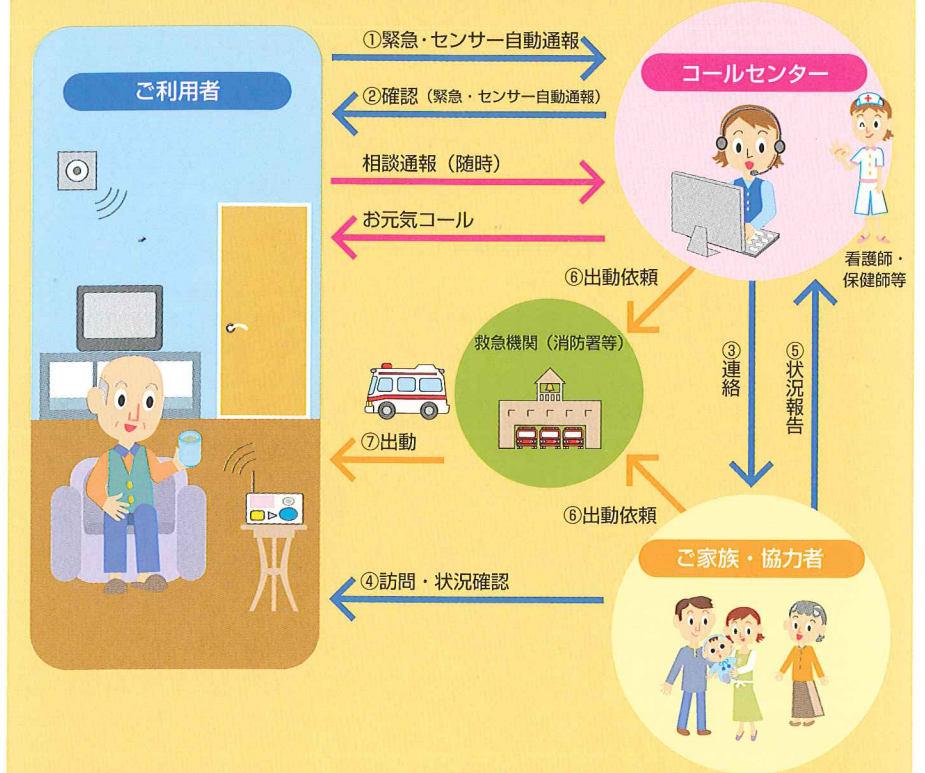 ①緊急・センサー自動通報
ご利用者
コールセンター
②確認（緊急・センサー自動通報）
相談通報（随時）
お元気コール
看護師・
保健師等
⑥出動依頼
救急機関（消防署等）
③連絡
⑤状況報告
⑦出動
⑥出動依頼
ご家族・協力者
④訪問・状況確認